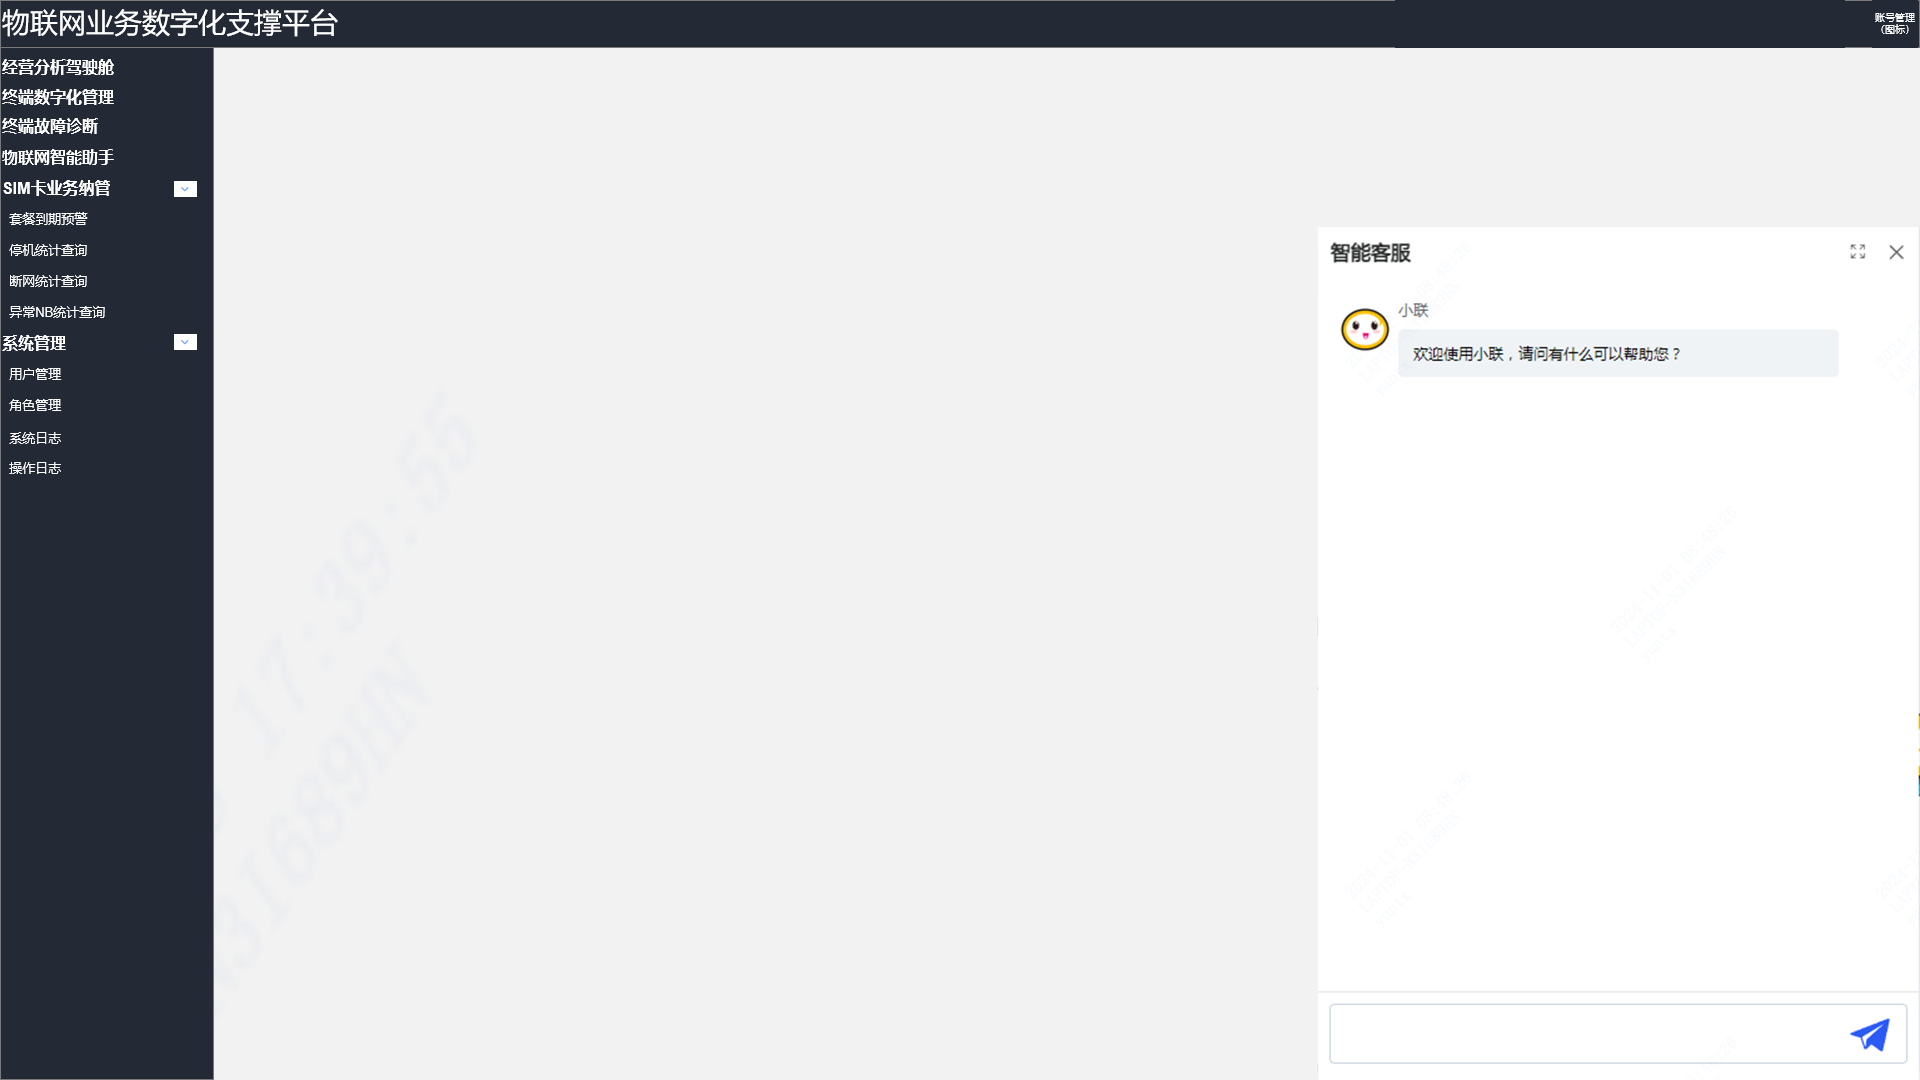 物联网业务数字化支撑平台
账号管理
(图标)
经营分析驾驶舱
终端数字化管理
终端故障诊断
物联网智能助手
SIM卡业务纳管
套餐到期预警
停机统计查询
断网统计查询
异常NB统计查询
系统管理
用户管理
角色管理
系统日志
操作日志
智能客服
小联
欢迎使用小联，请问有什么可以帮助您？
17:39:55